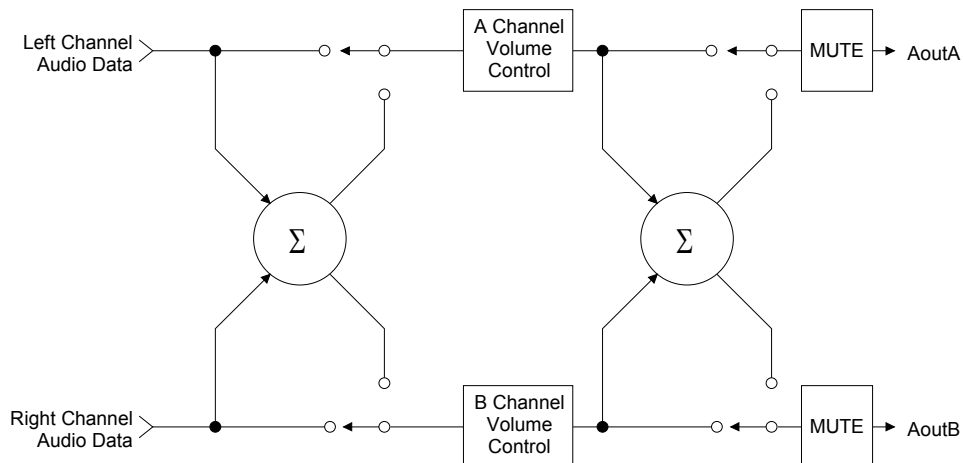 Left Channel
Audio Data
A Channel
Volume
Control
MUTE
AoutA
Σ
Σ
Right Channel
Audio Data
B Channel
Volume
Control
MUTE
AoutB